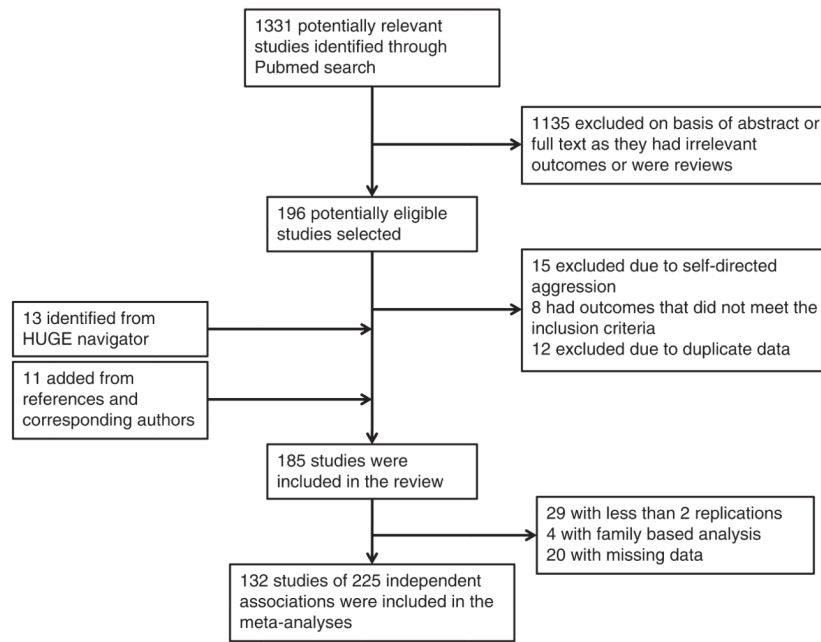 1331 potentially relevant
studies identified through
Pubmed search
1135 excluded on basis of abstract or
full text as they had irrelevant
outcomes or were reviews
196 potentially eligible
studies selected
15 excluded due to self-directed
aggression
8 had outcomes that did not meet the
inclusion criteria
12 excluded due to duplicate data
13 identified from
HUGE navigator
11 added from
references and
corresponding authors
185 studies were
included in the review
29 with less than 2 replications
4 with family based analysis
20 with missing data
132 studies of 225 independent
associations were included in the
meta-analyses